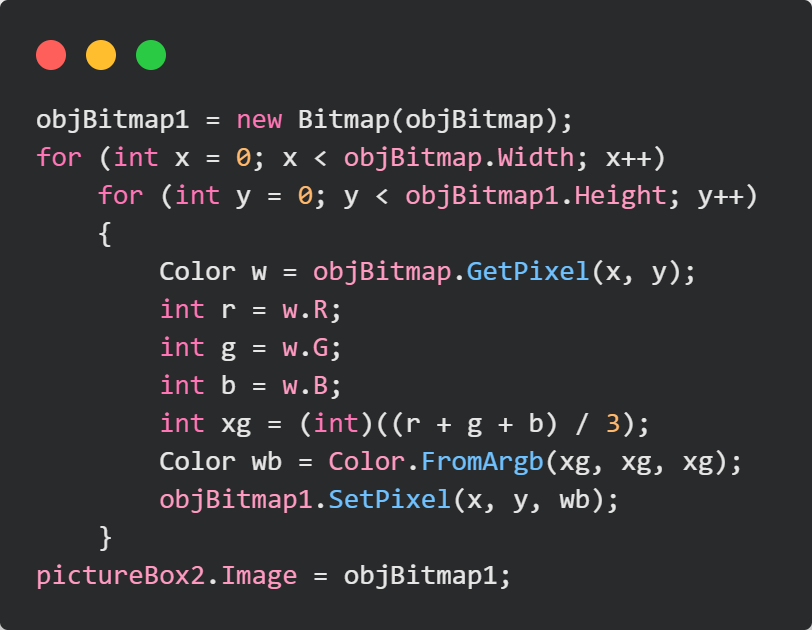 objBitmap1 = new Bitmap(objBitmap);
for (int x = 0; x < objBitmap.Width; x++)
    for (int y = 0; y < objBitmap1.Height; y++)
    {
        Color w = objBitmap.GetPixel(x, y);
        int r = w.R;
        int g = w.G;
        int b = w.B;
        int xg = (int)((r + g + b) / 3);
        Color wb = Color.FromArgb(xg, xg, xg);
        objBitmap1.SetPixel(x, y, wb);
    }
pictureBox2.Image = objBitmap1;